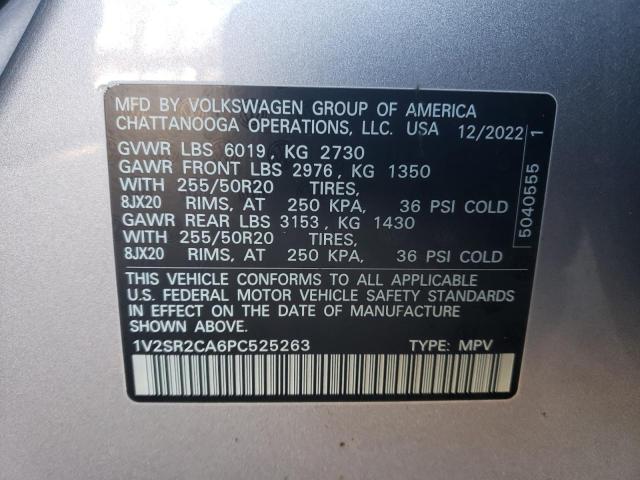 MFD BY VOLKSWAGEN GROUP OF AMERICA
CHATTANOOGA OPERATIONS, LLC. USA 12/2022
GVWR LBS 6019, KG 2730
GAWR FRONT LBS 2976, KG 1350
WITH 255/50R20 TIRES,
8JX20 RIMS, AT 250 KPA, 36 PSI COLD
GAWR REAR LBS 3153, KG 1430
WITH 255/50R20 TIRES,
8JX20 RIMS, AT 250 KPA, 36 PSI COLD
THIS VEHICLE CONFORMS TO ALL APPLICABLE
U.S. FEDERAL MOTOR VEHICLE SAFETY STANDARDS
IN EFFECT ON THE DATE OF MANUFACTURE
SHOWN ABOVE.
1V2SR2CA6PC525263 TYPE: MPV
5040555 1